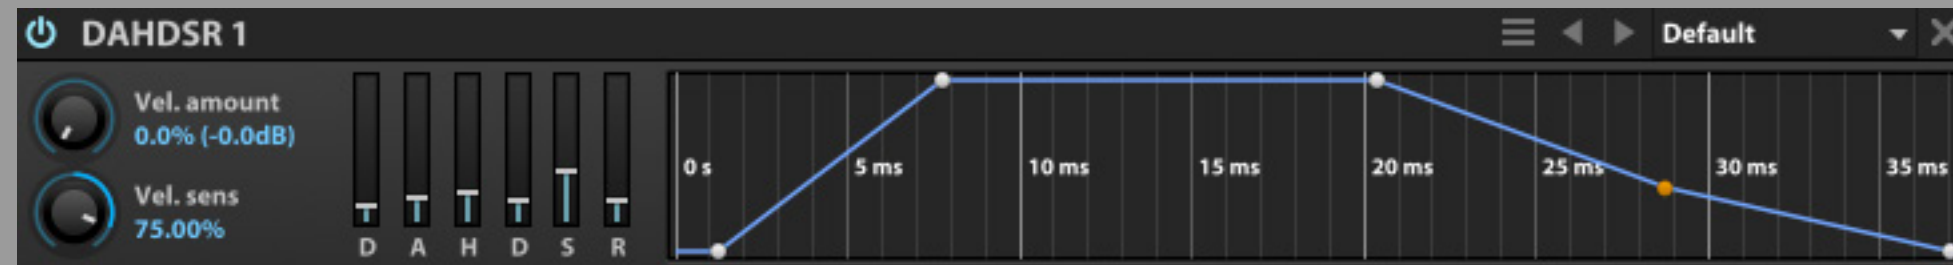 DAHDSR 1
Default
Vel. amount
0.0% (-0.0dB)
Vel. sens
75.00%
D A H D S R
0 s 5 ms 10 ms 15 ms 20 ms 25 ms 30 ms 35 ms